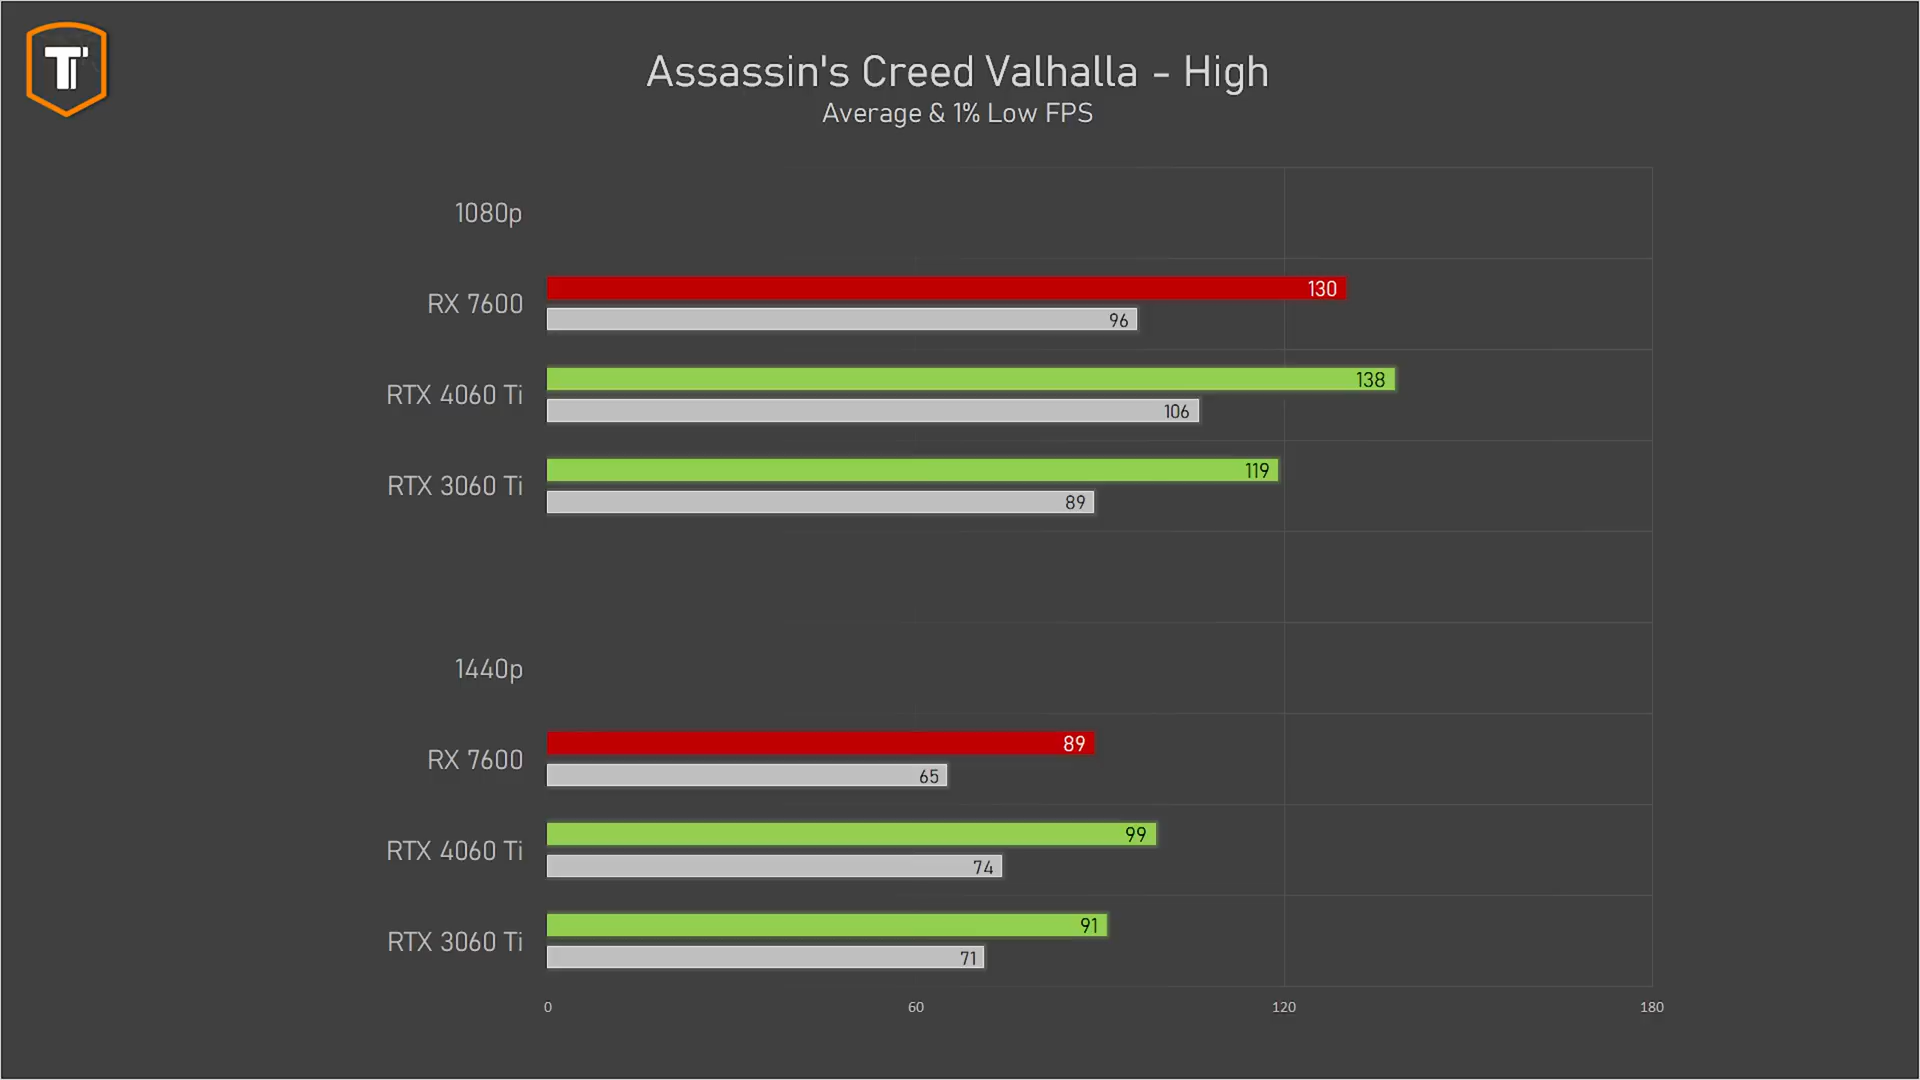 T
Assassin's Creed Valhalla - High
Average & 1% Low FPS
1080p
RX 7600
130
96
RTX 4060 Ti
138
106
RTX 3060 Ti
119
89
1440p
RX 7600
89
65
RTX 4060 Ti
99
74
RTX 3060 Ti
91
71
0 60 120 180